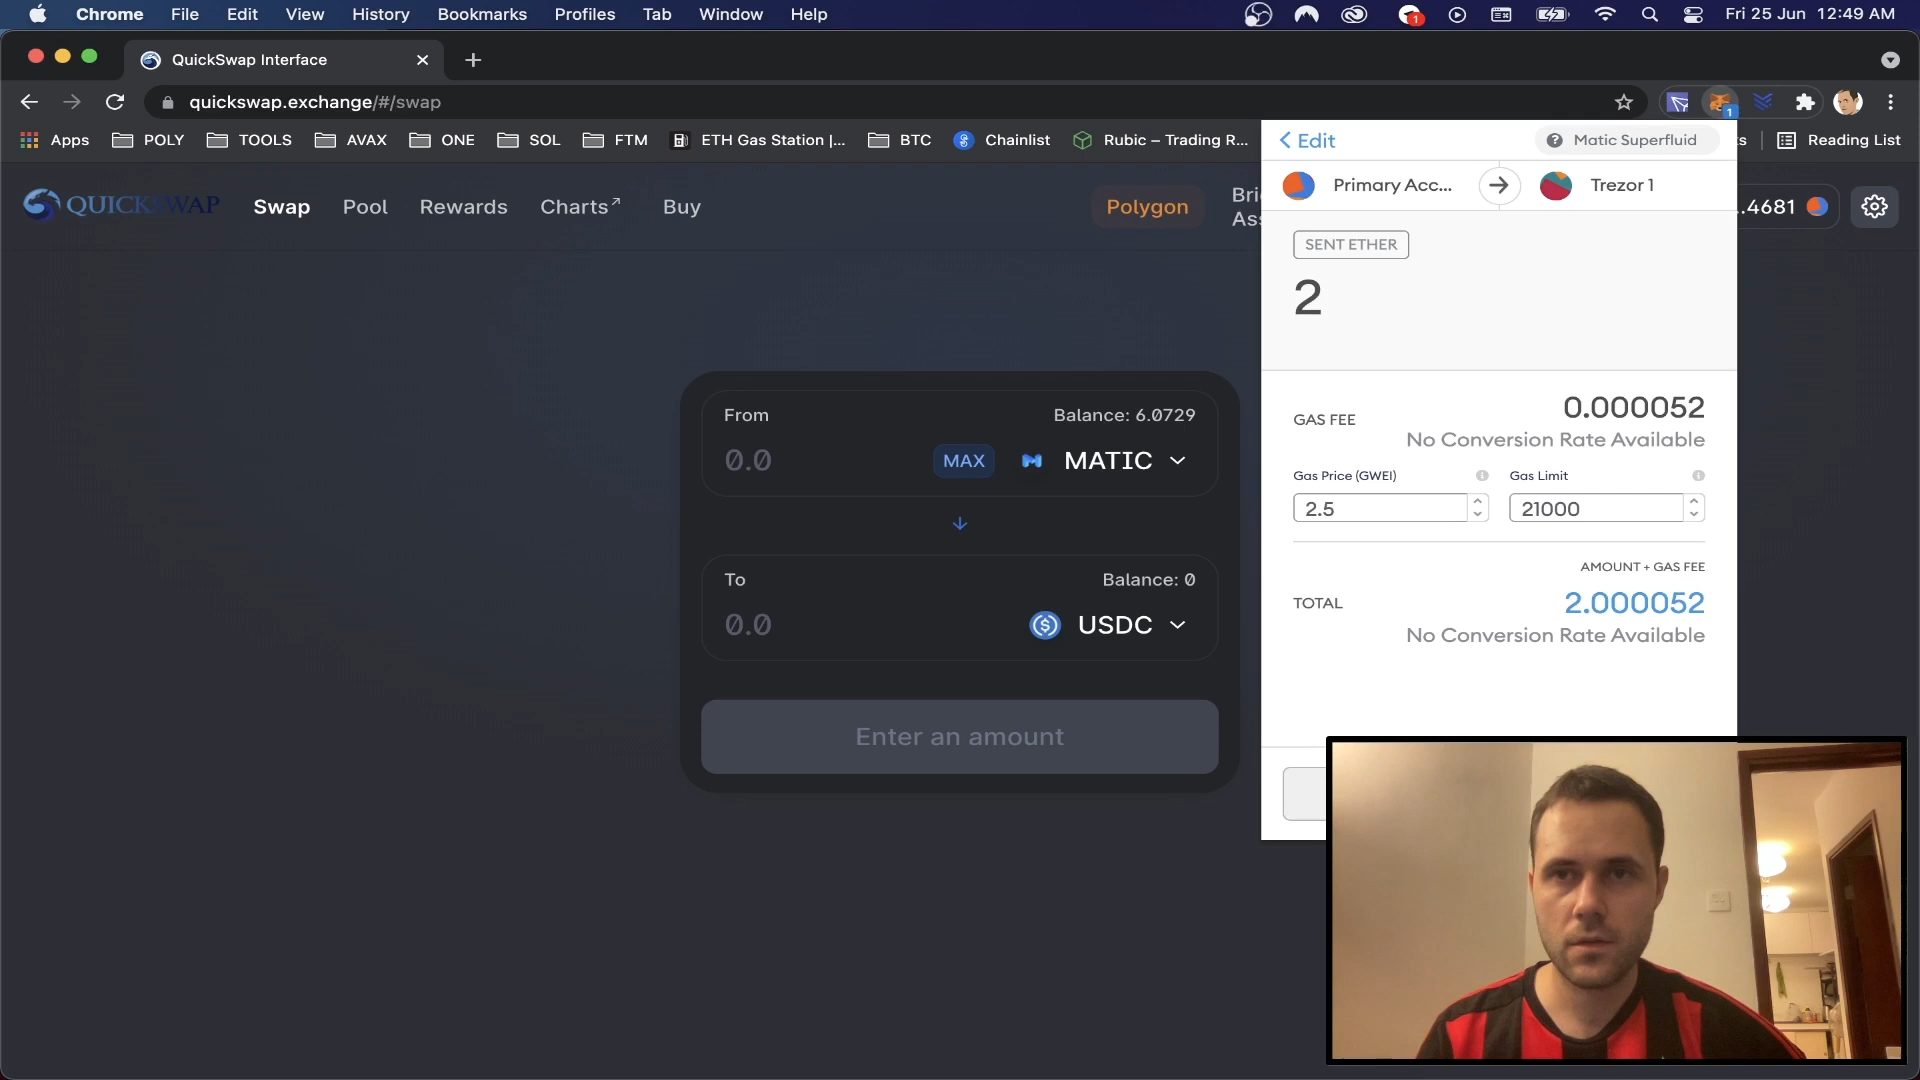 Chrome File Edit View History Bookmarks Profiles Tab Window Help 1 Fri 25 Jun 12:49 AM
QuickSwap Interface
quickswap.exchange/#/swap 1
Apps POLY TOOLS AVAX ONE SOL FTM ETH Gas Station |... BTC Chainlist Rubic – Trading R... Reading List
QUICKSWAP Swap Pool Rewards Charts↗ Buy Polygon Bri
Ass ...4681
From Balance: 6.0729
0.0 MAX MATIC
To Balance: 0
0.0 USDC
Enter an amount
Edit Matic Superfluid
Primary Acc... Trezor 1
SENT ETHER
2
GAS FEE 0.000052
No Conversion Rate Available
Gas Price (GWEI) Gas Limit
2.5 21000
AMOUNT + GAS FEE
TOTAL 2.000052
No Conversion Rate Available